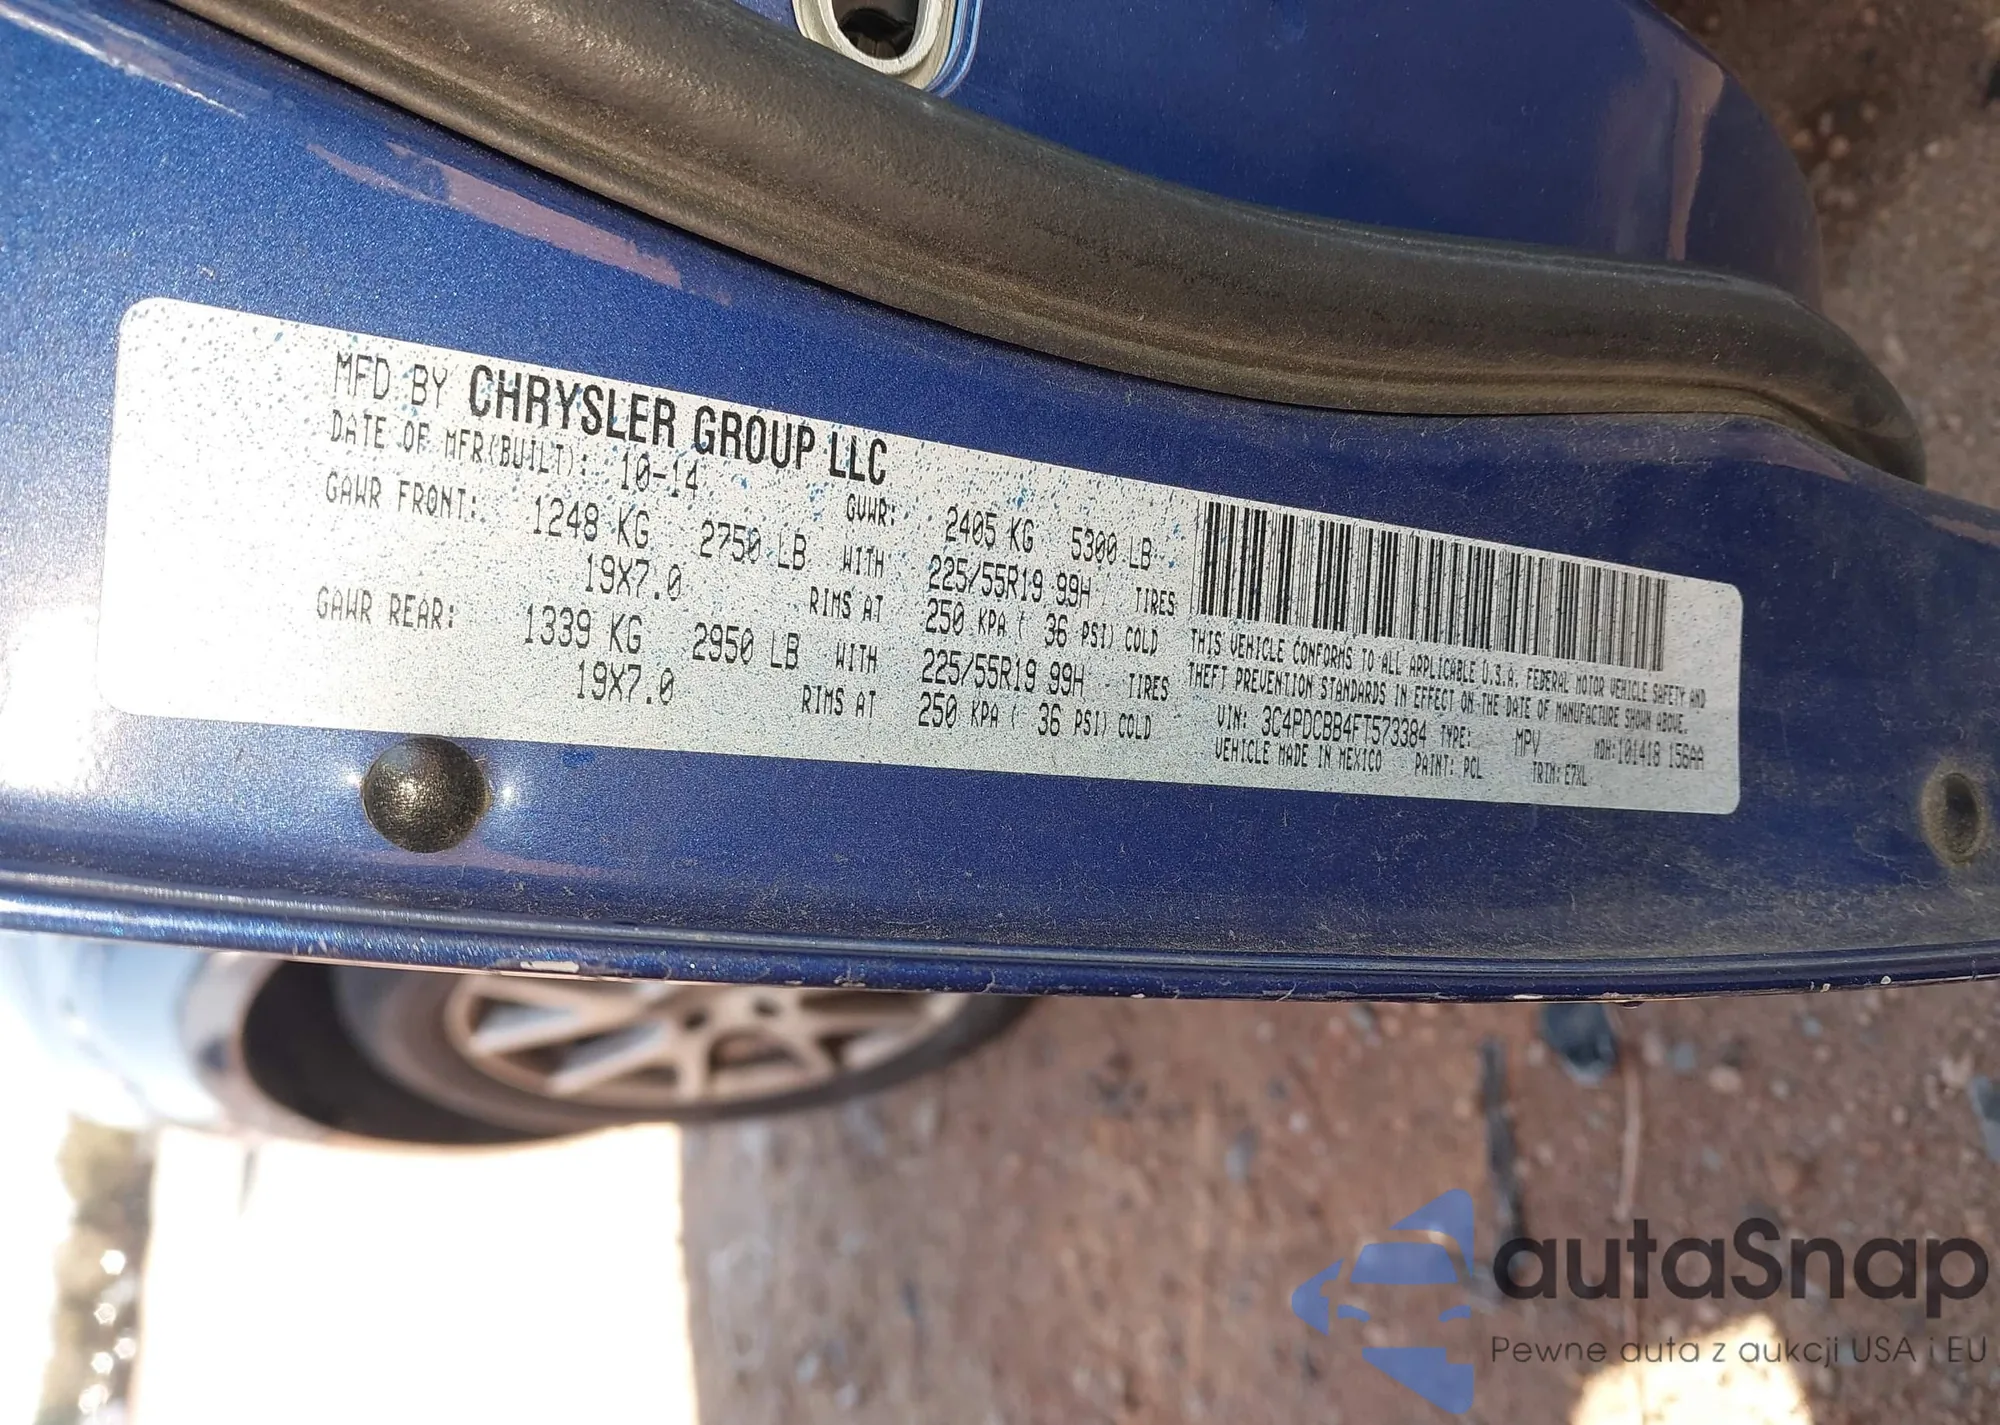 MFD BY CHRYSLER GROUP LLC
DATE OF MFR(BUILT): 10-14 GVWR: 2405 KG 5300 LB
GAWR FRONT: 1248 KG 2750 LB WITH 225/55R19 99H TIRES
19X7.0 RIMS AT 250 KPA ( 36 PSI) COLD
GAWR REAR: 1339 KG 2950 LB WITH 225/55R19 99H TIRES
19X7.0 RIMS AT 250 KPA ( 36 PSI) COLD
THIS VEHICLE CONFORMS TO ALL APPLICABLE U.S.A. FEDERAL MOTOR VEHICLE SAFETY AND
THEFT PREVENTION STANDARDS IN EFFECT ON THE DATE OF MANUFACTURE SHOWN ABOVE.
VIN: 3C4PDCBB4FT573384 TYPE: MPV MDH:101418 156AA
VEHICLE MADE IN MEXICO PAINT: PCL TRIM: E7XL
autaSnap
Pewne auta z aukcji USA i EU